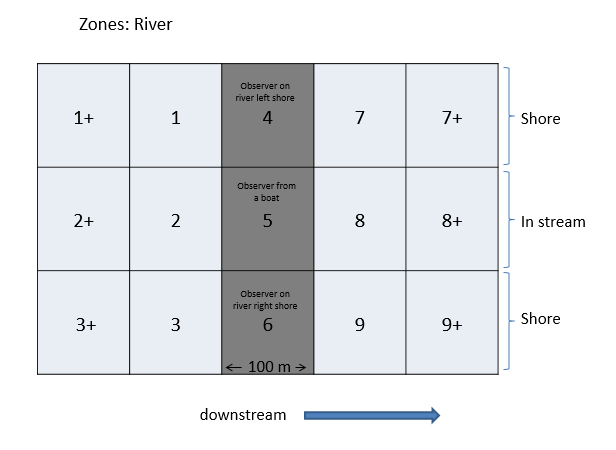 Zones: River
Observer on
river left shore
1+
1
4
7
7+
Shore
Observer from
a boat
2+
2
5
8
8+
In stream
Observer on
river right shore
3+
3
6
9
9+
Shore
← 100 m →
downstream